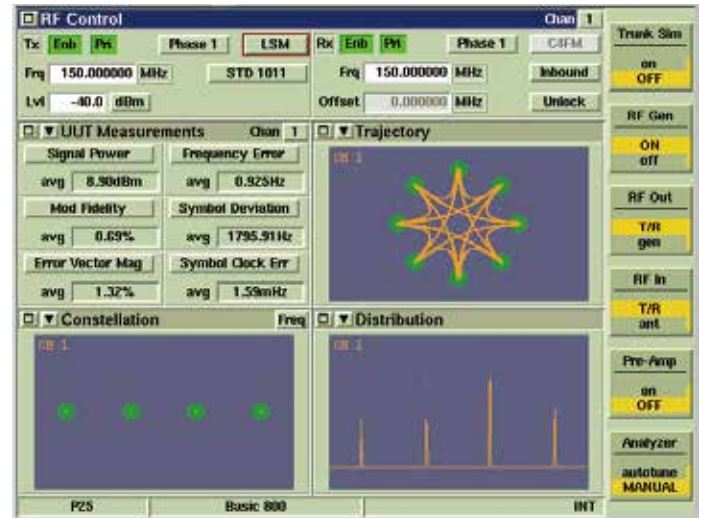 RF Control Chan 1
Tx Enb Pri Phase 1 LSM
Frq 150.000000 MHz STD 1011
Lvl -40.0 dBm
Rx Enb Pri Phase 1 C4FM
Frq 150.000000 MHz Inbound
Offset 0.000000 MHz Unlock
UUT Measurements Chan 1
Signal Power Frequency Error
avg 8.90dBm avg 0.925Hz
Mod Fidelity Symbol Deviation
avg 0.69% avg 1795.91Hz
Error Vector Mag Symbol Clock Err
avg 1.32% avg 1.59mHz
Trajectory
CH 1
Constellation Freq
CH 1
Distribution
CH 1
Trunk Sim
on
OFF
RF Gen
ON
off
RF Out
T/R
gen
RF In
T/R
ant
Pre-Amp
on
OFF
Analyzer
autotune
MANUAL
P25 Basic 800 INT